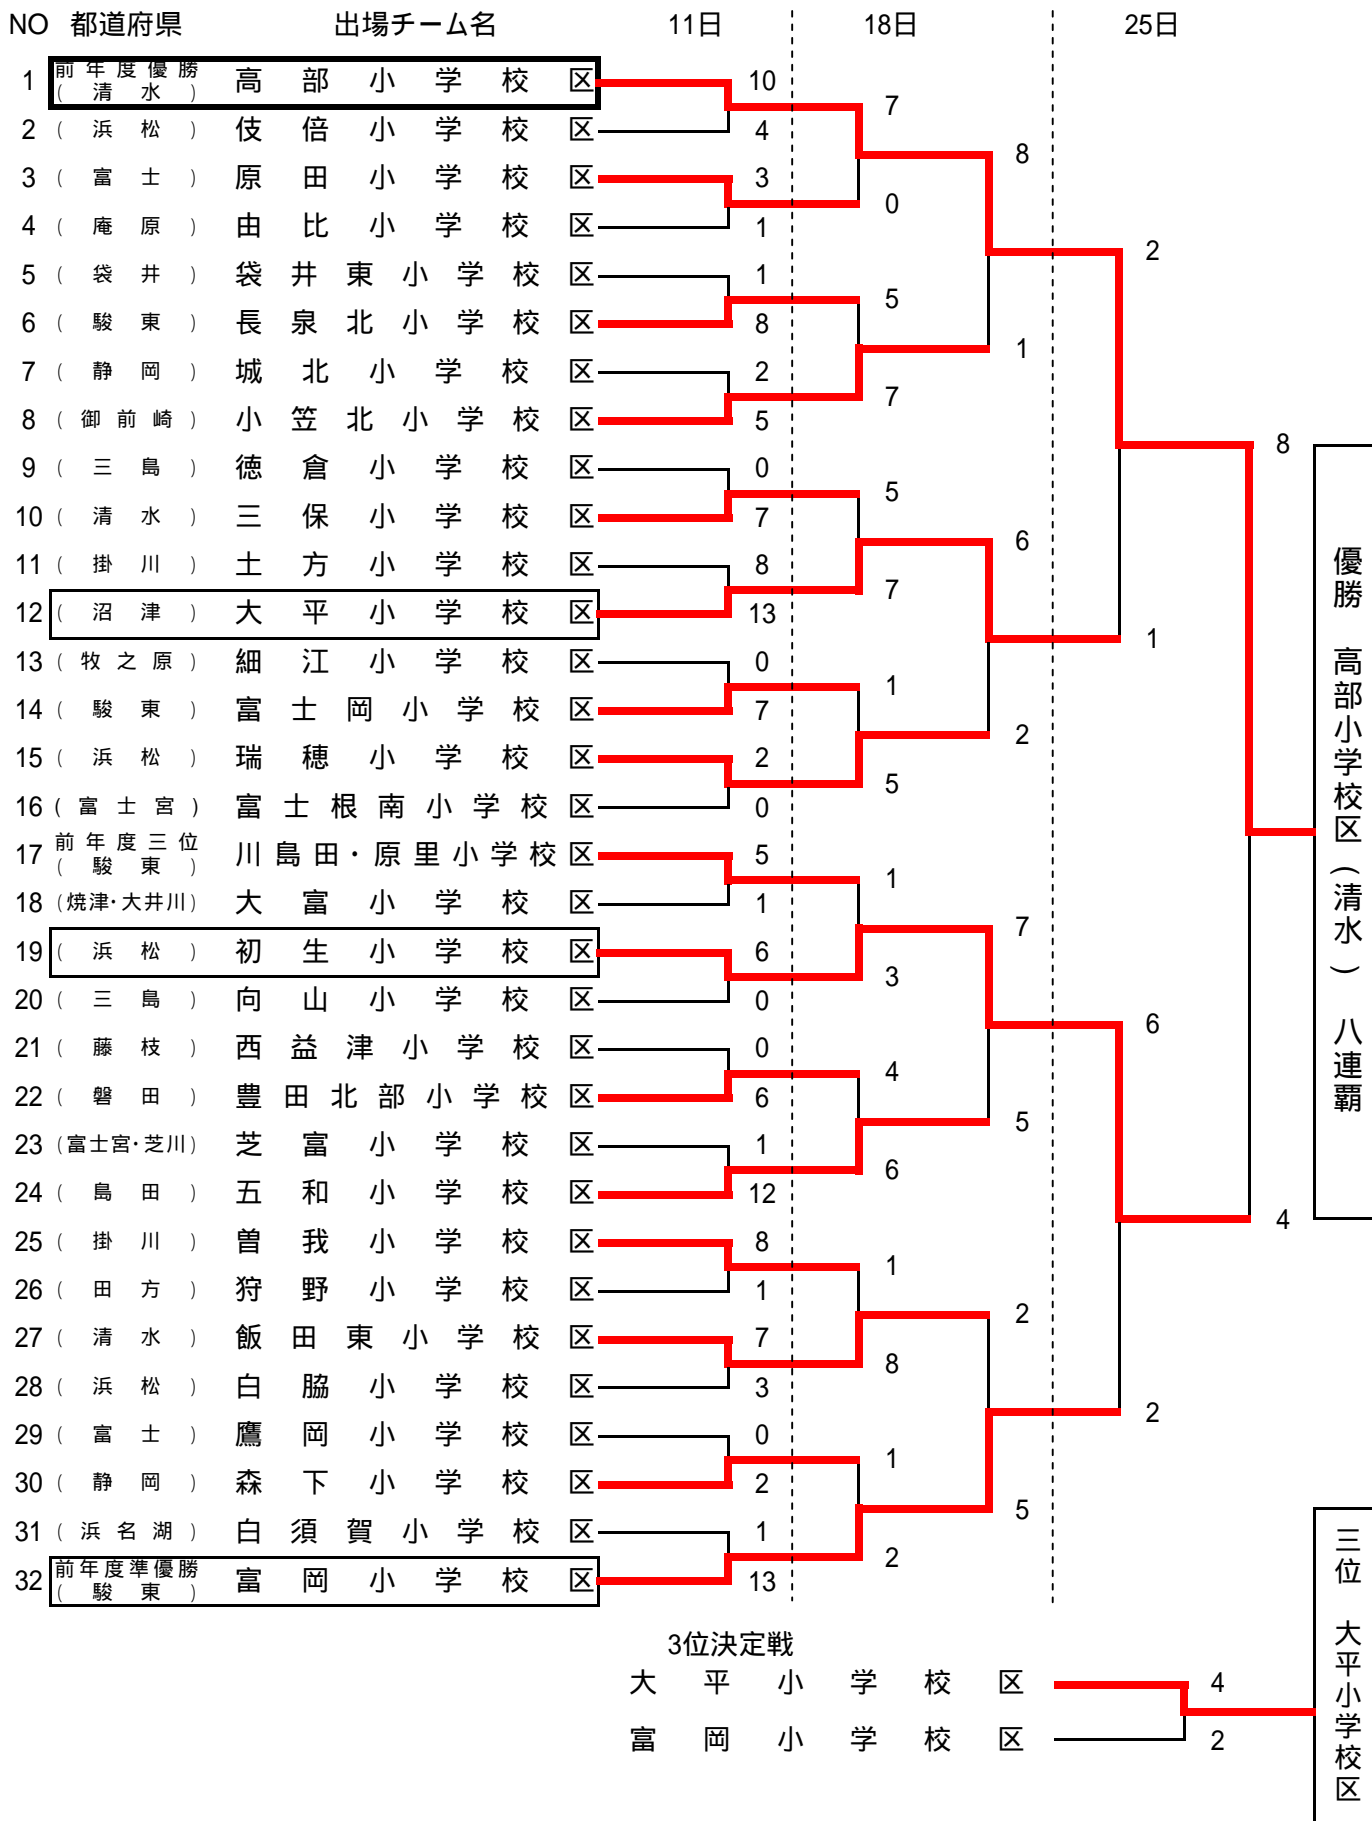 NO 都道府県 出場チーム名 11日 18日 25日
1 前年度優勝 (清水) 高部小学校区 10
7
2 (浜松) 伎倍小学校区 4
8
3 (富士) 原田小学校区 3
0
4 (庵原) 由比小学校区 1
2
5 (袋井) 袋井東小学校区 1
5
6 (駿東) 長泉北小学校区 8
1
7 (静岡) 城北小学校区 2
7
8 (御前崎) 小笠北小学校区 5
8
9 (三島) 徳倉小学校区 0
5
10 (清水) 三保小学校区 7
6
11 (掛川) 土方小学校区 8
7
12 (沼津) 大平小学校区 13
1
13 (牧之原) 細江小学校区 0
1
14 (駿東) 富士岡小学校区 7
2
15 (浜松) 瑞穂小学校区 2
5
16 (富士宮) 富士根南小学校区 0
17 前年度三位 (駿東) 川島田・原里小学校区 5
1
18 (焼津・大井川) 大富小学校区 1
7
19 (浜松) 初生小学校区 6
3
20 (三島) 向山小学校区 0
6
21 (藤枝) 西益津小学校区 0
4
22 (磐田) 豊田北部小学校区 6
5
23 (富士宮・芝川) 芝富小学校区 1
6
24 (島田) 五和小学校区 12
4
25 (掛川) 曽我小学校区 8
1
26 (田方) 狩野小学校区 1
2
27 (清水) 飯田東小学校区 7
8
28 (浜松) 白脇小学校区 3
2
29 (富士) 鷹岡小学校区 0
1
30 (静岡) 森下小学校区 2
5
31 (浜名湖) 白須賀小学校区 1
2
32 前年度準優勝 (駿東) 富岡小学校区 13
優勝 高部小学校区(清水) 八連覇
3位決定戦
大平小学校区 4
富岡小学校区 2
三位 大平小学校区